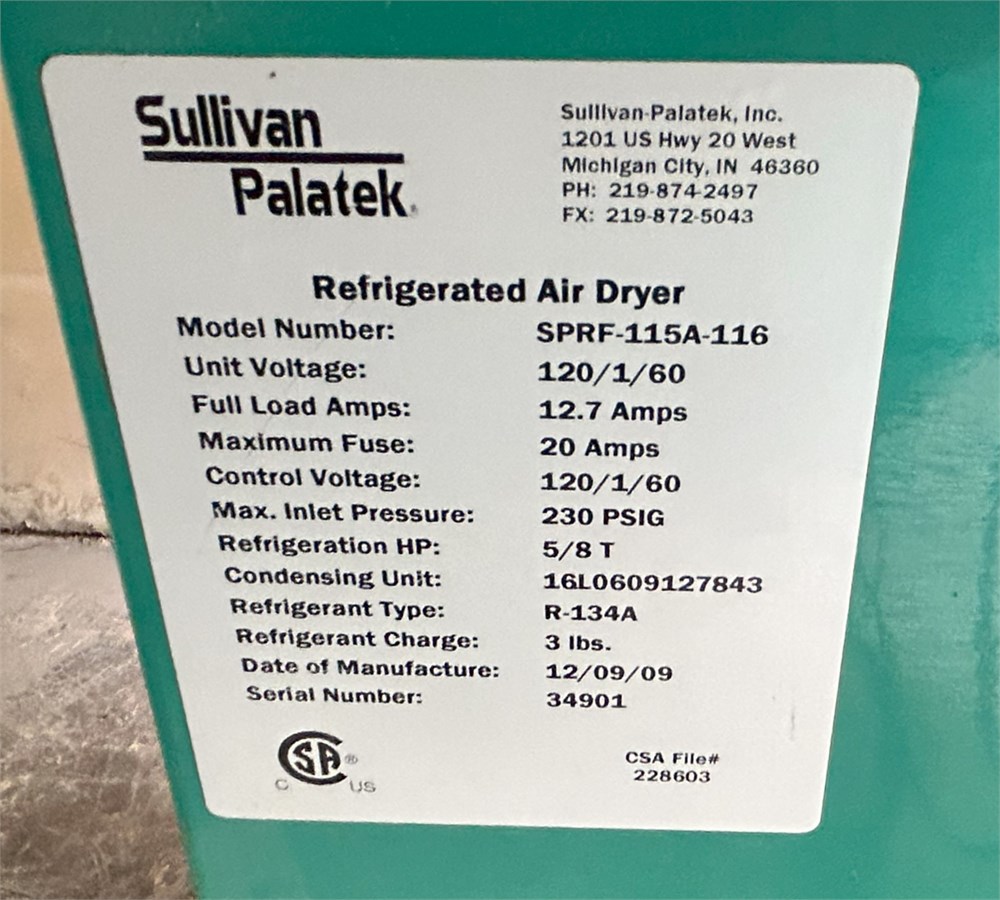 Sullivan
Palatek®
Sullivan-Palatek, Inc.
1201 US Hwy 20 West
Michigan City, IN 46360
PH: 219-874-2497
FX: 219-872-5043
Refrigerated Air Dryer
Model Number: SPRF-115A-116
Unit Voltage: 120/1/60
Full Load Amps: 12.7 Amps
Maximum Fuse: 20 Amps
Control Voltage: 120/1/60
Max. Inlet Pressure: 230 PSIG
Refrigeration HP: 5/8 T
Condensing Unit: 16L0609127843
Refrigerant Type: R-134A
Refrigerant Charge: 3 lbs.
Date of Manufacture: 12/09/09
Serial Number: 34901
CSA®
C US
CSA File#
228603